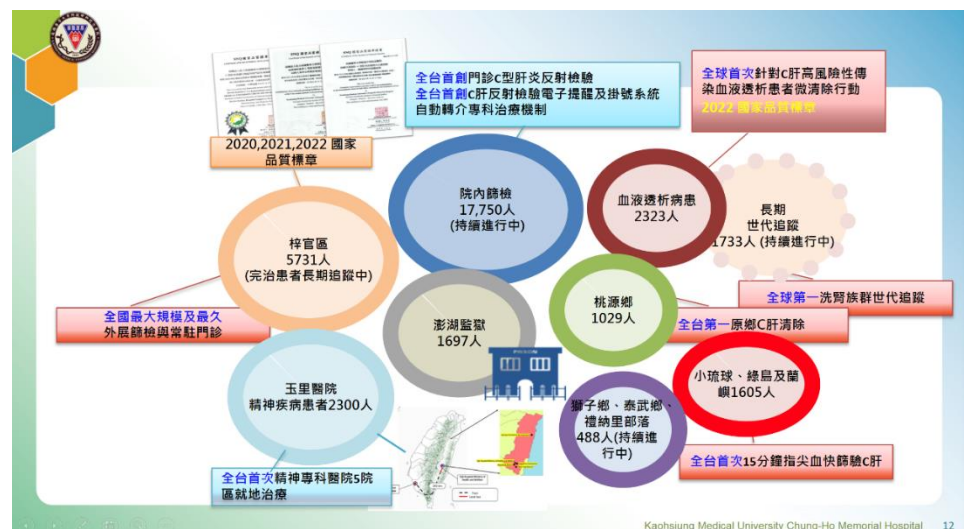 全台首創門診C型肝炎反射檢驗
全台首創C肝反射檢驗電子提醒及掛號系統
自動轉介專科治療機制
全球首次針對C肝高風險性傳
染血液透析患者微清除行動
2022 國家品質標章
2020,2021,2022 國家
品質標章
院內篩檢
17,750人
(持續進行中)
血液透析病患
2323人
長期
世代追蹤
1733人 (持續進行中)
梓官區
5731人
(完治患者長期追蹤中)
全球第一洗腎族群世代追蹤
桃源鄉
1029人
澎湖監獄
1697人
全國最大規模及最久
外展篩檢與常駐門診
全台第一原鄉C肝清除
PRISON
小琉球、綠島及蘭
嶼1605人
玉里醫院
精神疾病患者2300人
獅子鄉、泰武鄉、
禮納里部落
488人(持續進
行中)
全台首次15分鐘指尖血快篩驗C肝
全台首次精神專科醫院5院
區就地治療
Kaohsiung Medical University Chung-Ho Memorial Hospital 12